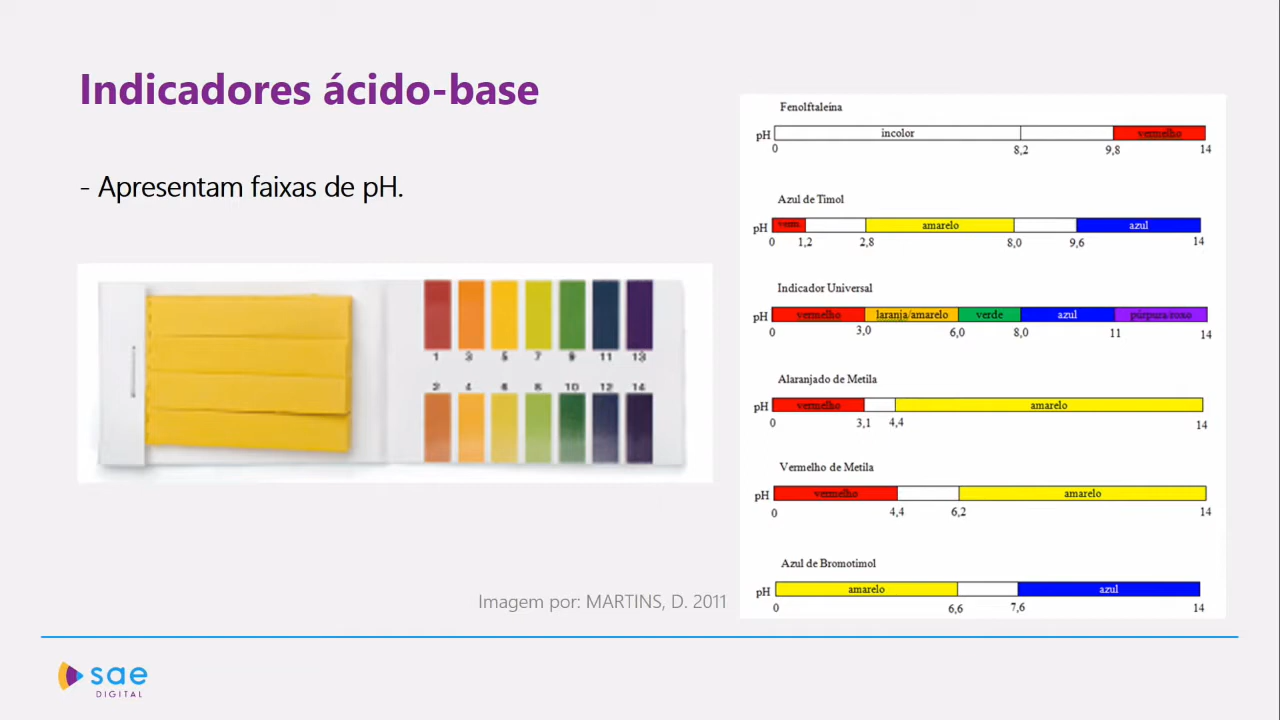 Indicadores ácido-base
- Apresentam faixas de pH.
1 3 5 7 9 11 13
2 4 6 8 10 12 14
Imagem por: MARTINS, D. 2011
Fenolftaleína
pH incolor vermelho
0 8,2 9,8 14
Azul de Timol
pH verm. amarelo azul
0 1,2 2,8 8,0 9,6 14
Indicador Universal
pH vermelho laranja/amarelo verde azul púrpura/roxo
0 3,0 6,0 8,0 11 14
Alaranjado de Metila
pH vermelho amarelo
0 3,1 4,4 14
Vermelho de Metila
pH vermelho amarelo
0 4,4 6,2 14
Azul de Bromotimol
pH amarelo azul
0 6,6 7,6 14
sae
DIGITAL